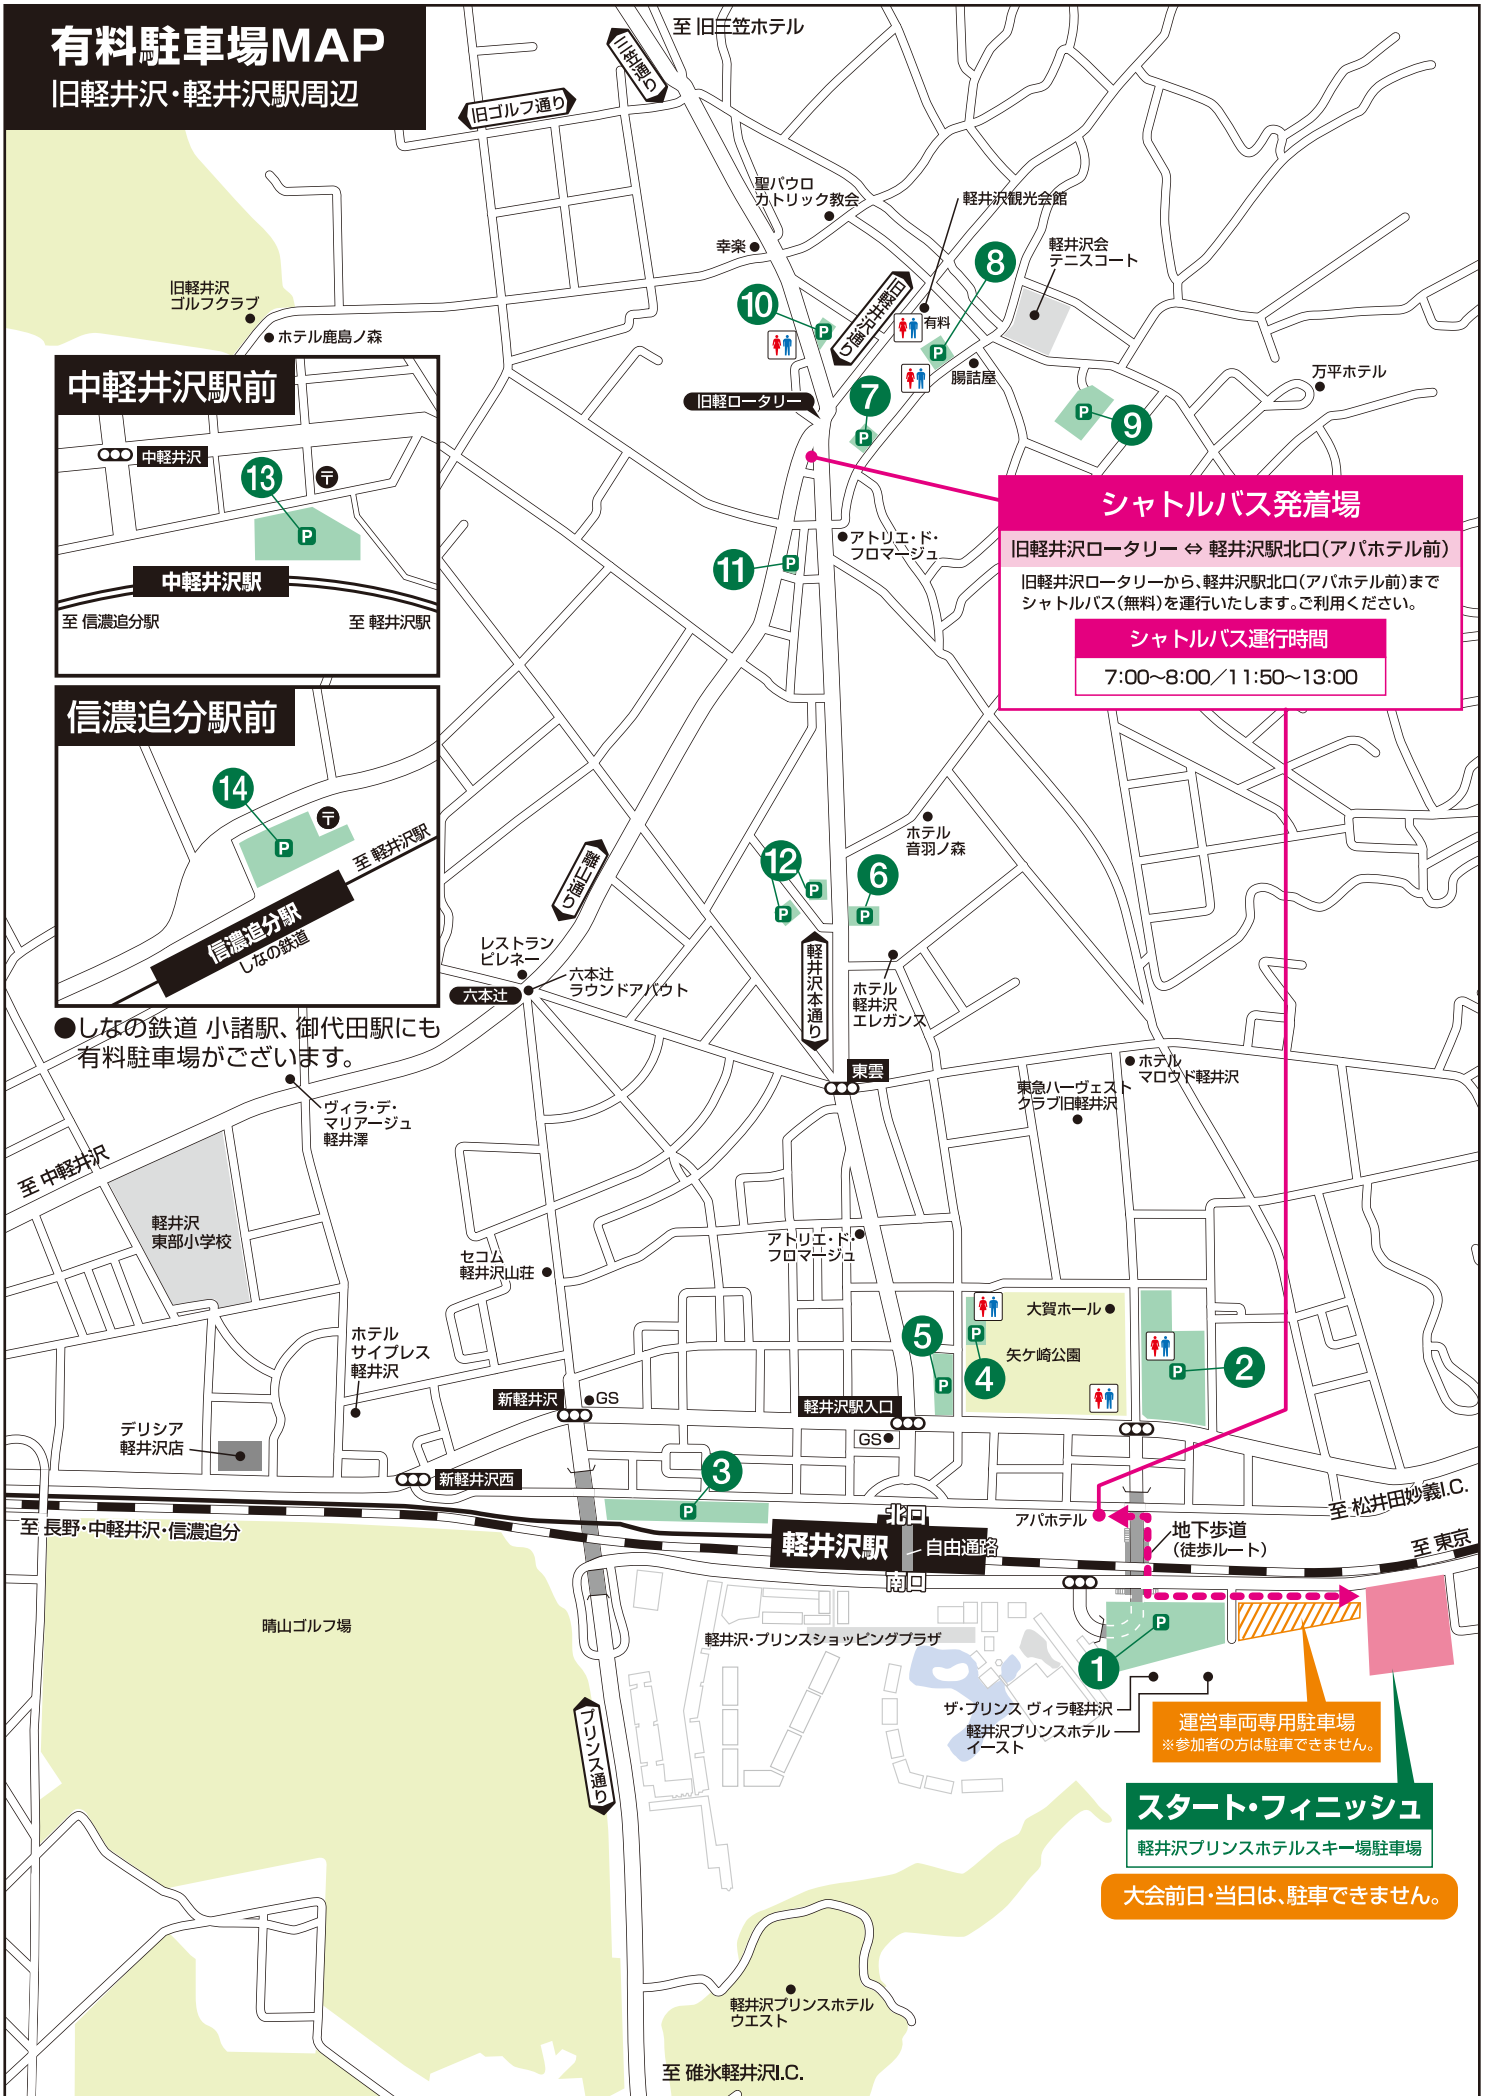 有料駐車場MAP
旧軽井沢・軽井沢駅周辺
至 旧三笠ホテル
三笠通り
旧ゴルフ通り
聖パウロ
カトリック教会
軽井沢観光会館
幸楽
軽井沢会
テニスコート
旧軽井沢
ゴルフクラブ
ホテル鹿島ノ森
10
8
旧軽井沢通り
有料
P
P
腸詰屋
万平ホテル
7
旧軽ロータリー
P
P
9
中軽井沢駅前
中軽井沢
13
〒
P
中軽井沢駅
至 信濃追分駅
至 軽井沢駅
シャトルバス発着場
旧軽井沢ロータリー ⇔ 軽井沢駅北口(アパホテル前)
旧軽井沢ロータリーから、軽井沢駅北口(アパホテル前)まで
シャトルバス(無料)を運行いたします。ご利用ください。
シャトルバス運行時間
7:00~8:00/11:50~13:00
アトリエ・ド・
フロマージュ
11
P
信濃追分駅前
14
〒
P
至 軽井沢駅
信濃追分駅
しなの鉄道
●しなの鉄道 小諸駅、御代田駅にも
有料駐車場がございます。
ホテル
音羽ノ森
離山通り
12
P
P
6
P
レストラン
ピレネー
六本辻
ラウンドアバウト
六本辻
軽井沢本通り
ホテル
軽井沢
エレガンス
東雲
ホテル
マロウド軽井沢
東急ハーヴェスト
クラブ旧軽井沢
ヴィラ・デ・
マリアージュ
軽井澤
至 中軽井沢
軽井沢
東部小学校
アトリエ・ド・
フロマージュ
セコム
軽井沢山荘
大賀ホール
矢ケ崎公園
5
P
P
4
P
2
ホテル
サイプレス
軽井沢
新軽井沢
GS
軽井沢駅入口
GS
デリシア
軽井沢店
新軽井沢西
3
P
至 長野・中軽井沢・信濃追分
北口
軽井沢駅
自由通路
南口
アパホテル
地下歩道
(徒歩ルート)
至 松井田妙義I.C.
至 東京
晴山ゴルフ場
軽井沢・プリンスショッピングプラザ
P
1
ザ・プリンス ヴィラ軽井沢
軽井沢プリンスホテル
イースト
運営車両専用駐車場
※参加者の方は駐車できません。
プリンス通り
スタート・フィニッシュ
軽井沢プリンスホテルスキー場駐車場
大会前日・当日は、駐車できません。
軽井沢プリンスホテル
ウエスト
至 碓氷軽井沢I.C.